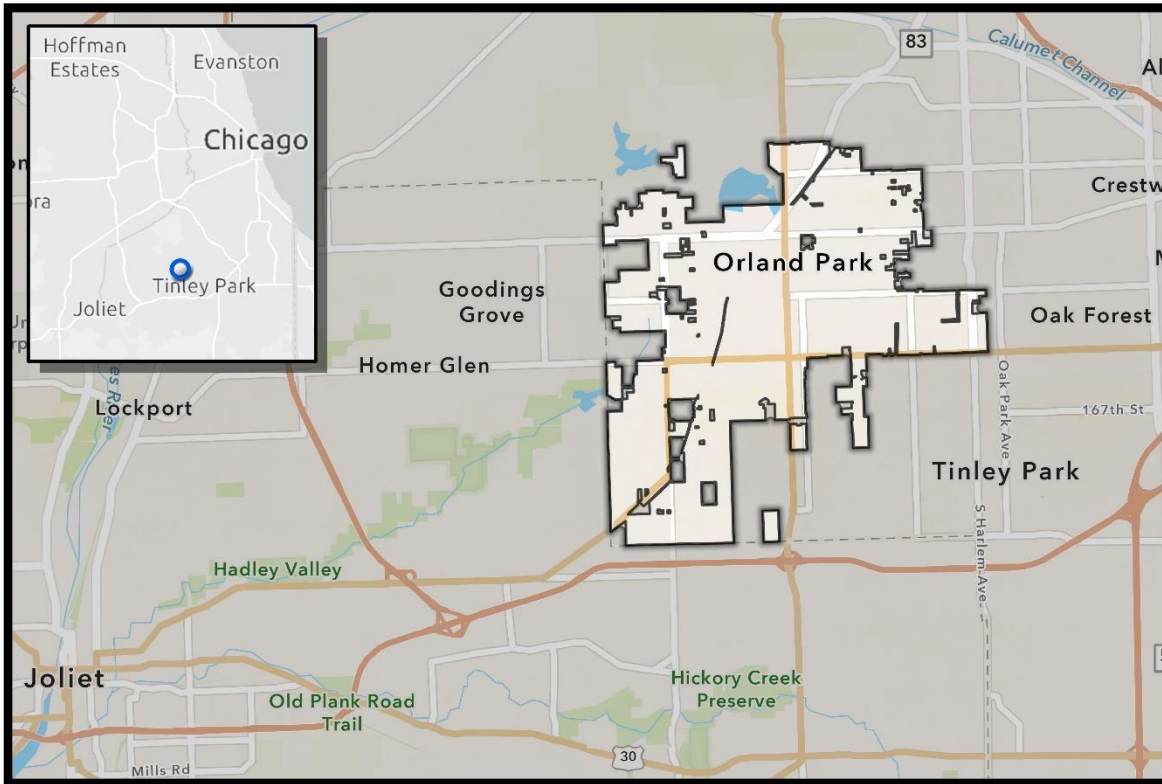 Hoffman
Estates
Evanston
Chicago
Tinley Park
Joliet
83
Calumet Channel
Orland Park
Goodings
Grove
Oak Forest
Homer Glen
Lockport
Oak Park Ave
167th St
Tinley Park
S Harlem Ave
Hadley Valley
Joliet
Hickory Creek
Preserve
Old Plank Road
Trail
30
Mills Rd